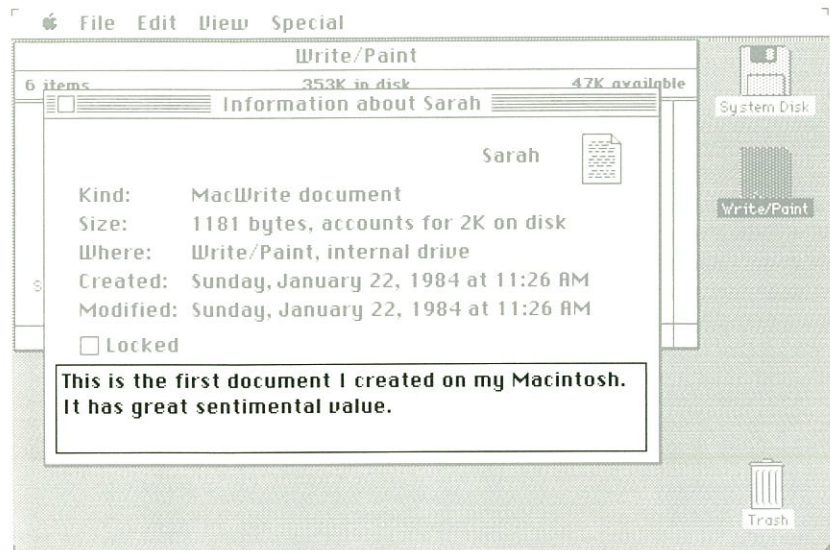 File Edit View Special
Write/Paint
6 items 353K in disk 47K available
Information about Sarah
System Disk
Sarah
Kind: MacWrite document
Size: 1181 bytes, accounts for 2K on disk
Write/Paint
Where: Write/Paint, internal drive
S
Created: Sunday, January 22, 1984 at 11:26 AM
Modified: Sunday, January 22, 1984 at 11:26 AM
Locked
This is the first document I created on my Macintosh.
It has great sentimental value.
Trash